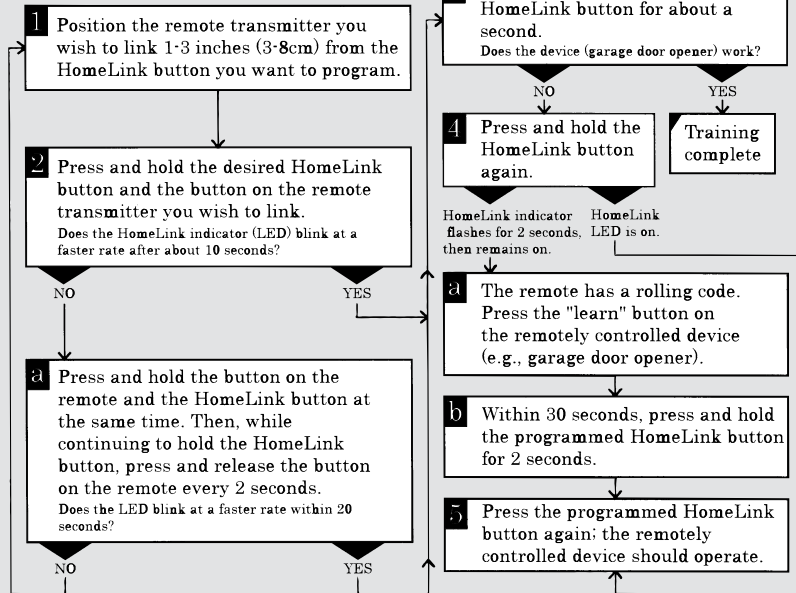 1
Position the remote transmitter you
wish to link 1-3 inches (3-8cm) from the
HomeLink button you want to program.
2
Press and hold the desired HomeLink
button and the button on the remote
transmitter you wish to link.
Does the HomeLink indicator (LED) blink at a
faster rate after about 10 seconds?
NO
YES
a
Press and hold the button on the
remote and the HomeLink button at
the same time. Then, while
continuing to hold the HomeLink
button, press and release the button
on the remote every 2 seconds.
Does the LED blink at a faster rate within 20
seconds?
NO
YES
HomeLink button for about a
second.
Does the device (garage door opener) work?
NO
YES
4
Press and hold the
HomeLink button
again.
Training
complete
HomeLink indicator
flashes for 2 seconds,
then remains on.
HomeLink
LED is on.
a
The remote has a rolling code.
Press the "learn" button on
the remotely controlled device
(e.g., garage door opener).
b
Within 30 seconds, press and hold
the programmed HomeLink button
for 2 seconds.
5
Press the programmed HomeLink
button again; the remotely
controlled device should operate.